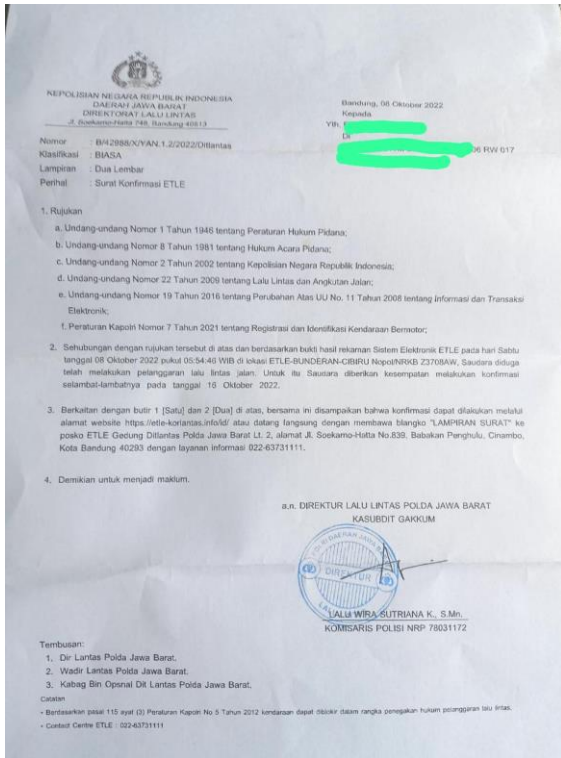 KEPOLISIAN NEGARA REPUBLIK INDONESIA
DAERAH JAWA BARAT
DIREKTORAT LALU LINTAS
Jl. Soekarno-Hatta 748, Bandung 40613
Bandung, 08 Oktober 2022
Kepada
Yth.
Di
06 RW 017
Nomor : B/42988/X/YAN.1.2/2022/Ditlantas
Klasifikasi : BIASA
Lampiran : Dua Lembar
Perihal : Surat Konfirmasi ETLE
1. Rujukan
a. Undang-undang Nomor 1 Tahun 1946 tentang Peraturan Hukum Pidana;
b. Undang-undang Nomor 8 Tahun 1981 tentang Hukum Acara Pidana;
c. Undang-undang Nomor 2 Tahun 2002 tentang Kepolisian Negara Republik Indonesia;
d. Undang-undang Nomor 22 Tahun 2009 tentang Lalu Lintas dan Angkutan Jalan;
e. Undang-undang Nomor 19 Tahun 2016 tentang Perubahan Atas UU No. 11 Tahun 2008 tentang Informasi dan Transaksi
Elektronik;
f. Peraturan Kapolri Nomor 7 Tahun 2021 tentang Registrasi dan Identifikasi Kendaraan Bermotor;
2. Sehubungan dengan rujukan tersebut di atas dan berdasarkan bukti hasil rekaman Sistem Elektronik ETLE pada hari Sabtu
tanggal 08 Oktober 2022 pukul 05:54:46 WIB di lokasi ETLE-BUNDERAN-CIBIRU Nopol/NRKB Z3708AW, Saudara diduga
telah melakukan pelanggaran lalu lintas jalan. Untuk itu Saudara diberikan kesempatan melakukan konfirmasi
selambat-lambatnya pada tanggal 16 Oktober 2022.
3. Berkaitan dengan butir 1 [Satu] dan 2 [Dua] di atas, bersama ini disampaikan bahwa konfirmasi dapat dilakukan melalui
alamat website https://etle-korlantas.info/id/ atau datang langsung dengan membawa blangko "LAMPIRAN SURAT" ke
posko ETLE Gedung Ditlantas Polda Jawa Barat Lt. 2, alamat Jl. Soekarno-Hatta No.839, Babakan Penghulu, Cinambo,
Kota Bandung 40293 dengan layanan informasi 022-63731111.
4. Demikian untuk menjadi maklum.
a.n. DIREKTUR LALU LINTAS POLDA JAWA BARAT
KASUBDIT GAKKUM
DAERAH JAWA
DIREKTUR
LALU
LALU WIRA SUTRIANA K., S.Mn.
KOMISARIS POLISI NRP 78031172
Tembusan:
1. Dir Lantas Polda Jawa Barat.
2. Wadir Lantas Polda Jawa Barat.
3. Kabag Bin Opsnal Dit Lantas Polda Jawa Barat.
Catatan
- Berdasarkan pasal 115 ayat (3) Peraturan Kapolri No 5 Tahun 2012 kendaraan dapat diblokir dalam rangka penegakan hukum pelanggaran lalu lintas.
- Contact Centre ETLE : 022-63731111